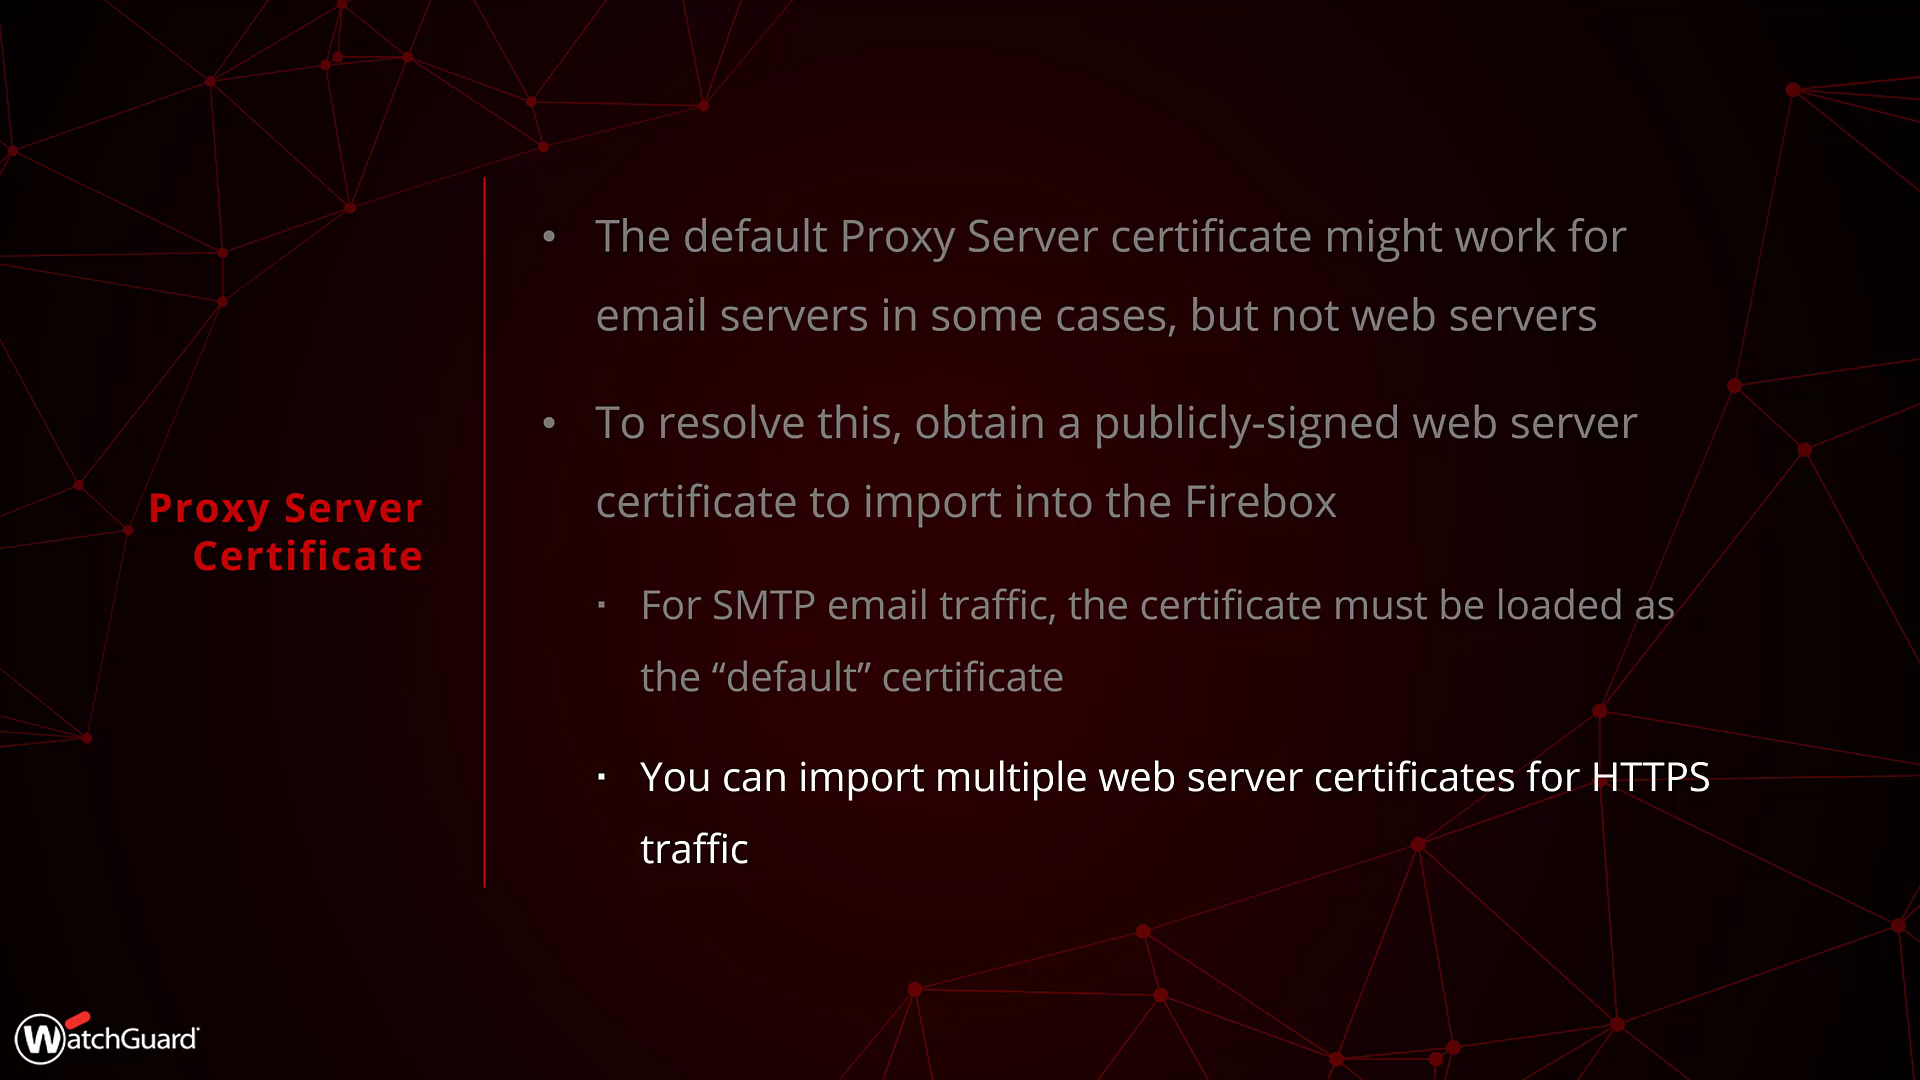 Proxy Server
Certificate
• The default Proxy Server certificate might work for
email servers in some cases, but not web servers
• To resolve this, obtain a publicly-signed web server
certificate to import into the Firebox
▪ For SMTP email traffic, the certificate must be loaded as
the “default” certificate
▪ You can import multiple web server certificates for HTTPS
traffic
WatchGuard